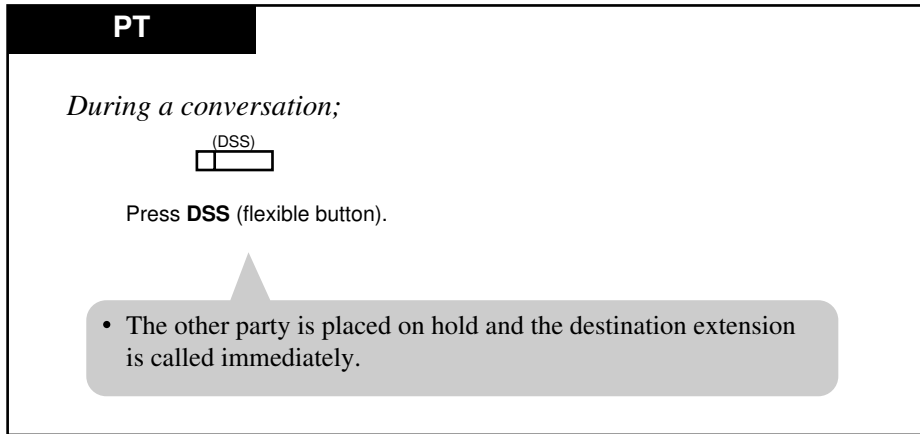 PT
During a conversation;
(DSS)
Press DSS (flexible button).
• The other party is placed on hold and the destination extension
is called immediately.